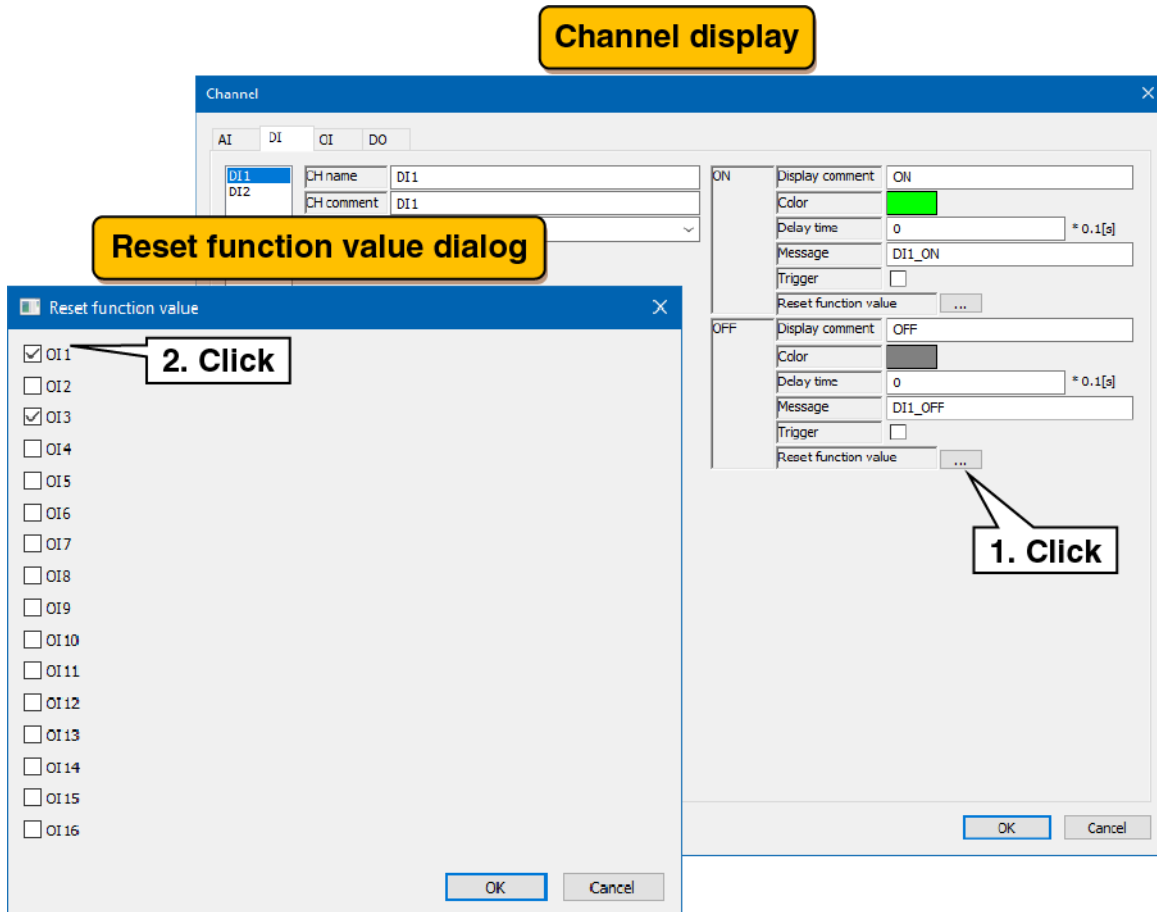 Channel display
Channel
AI DI OI DO
DI1
DI2
CH name DI1
CH comment DI1
ON
Display comment ON
Color
Delay time 0 * 0.1[s]
Message DI1_ON
Trigger
Reset function value ...
OFF
Display comment OFF
Color
Delay time 0 * 0.1[s]
Message DI1_OFF
Trigger
Reset function value ...
1. Click
OK Cancel
Reset function value dialog
Reset function value
OI1
2. Click
OI2
OI3
OI4
OI5
OI6
OI7
OI8
OI9
OI10
OI11
OI12
OI13
OI14
OI15
OI16
OK Cancel